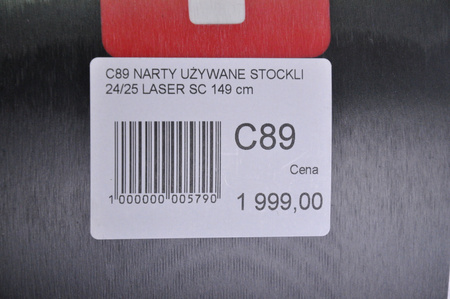 C89 NARTY UŻYWANE STOCKLI
24/25 LASER SC 149 cm
C89
Cena
1 999,00
1 000000 005790